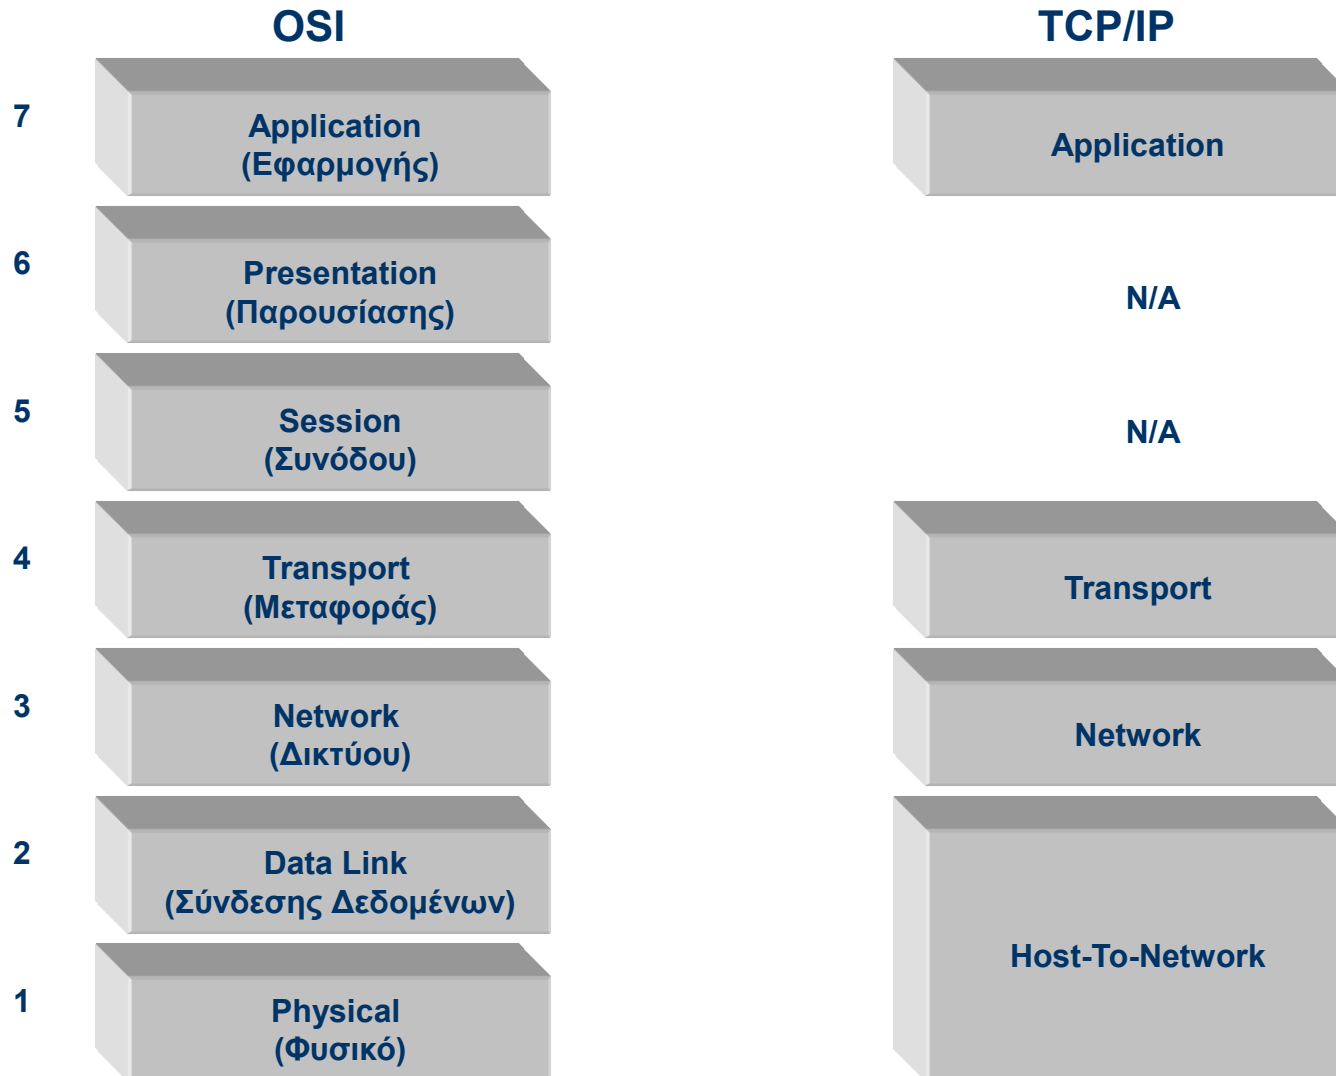 OSI
TCP/IP
7
Application
(Εφαρμογής)
Application
6
Presentation
(Παρουσίασης)
N/A
5
Session
(Συνόδου)
N/A
4
Transport
(Μεταφοράς)
Transport
3
Network
(Δικτύου)
Network
2
Data Link
(Σύνδεσης Δεδομένων)
Host-To-Network
1
Physical
(Φυσικό)